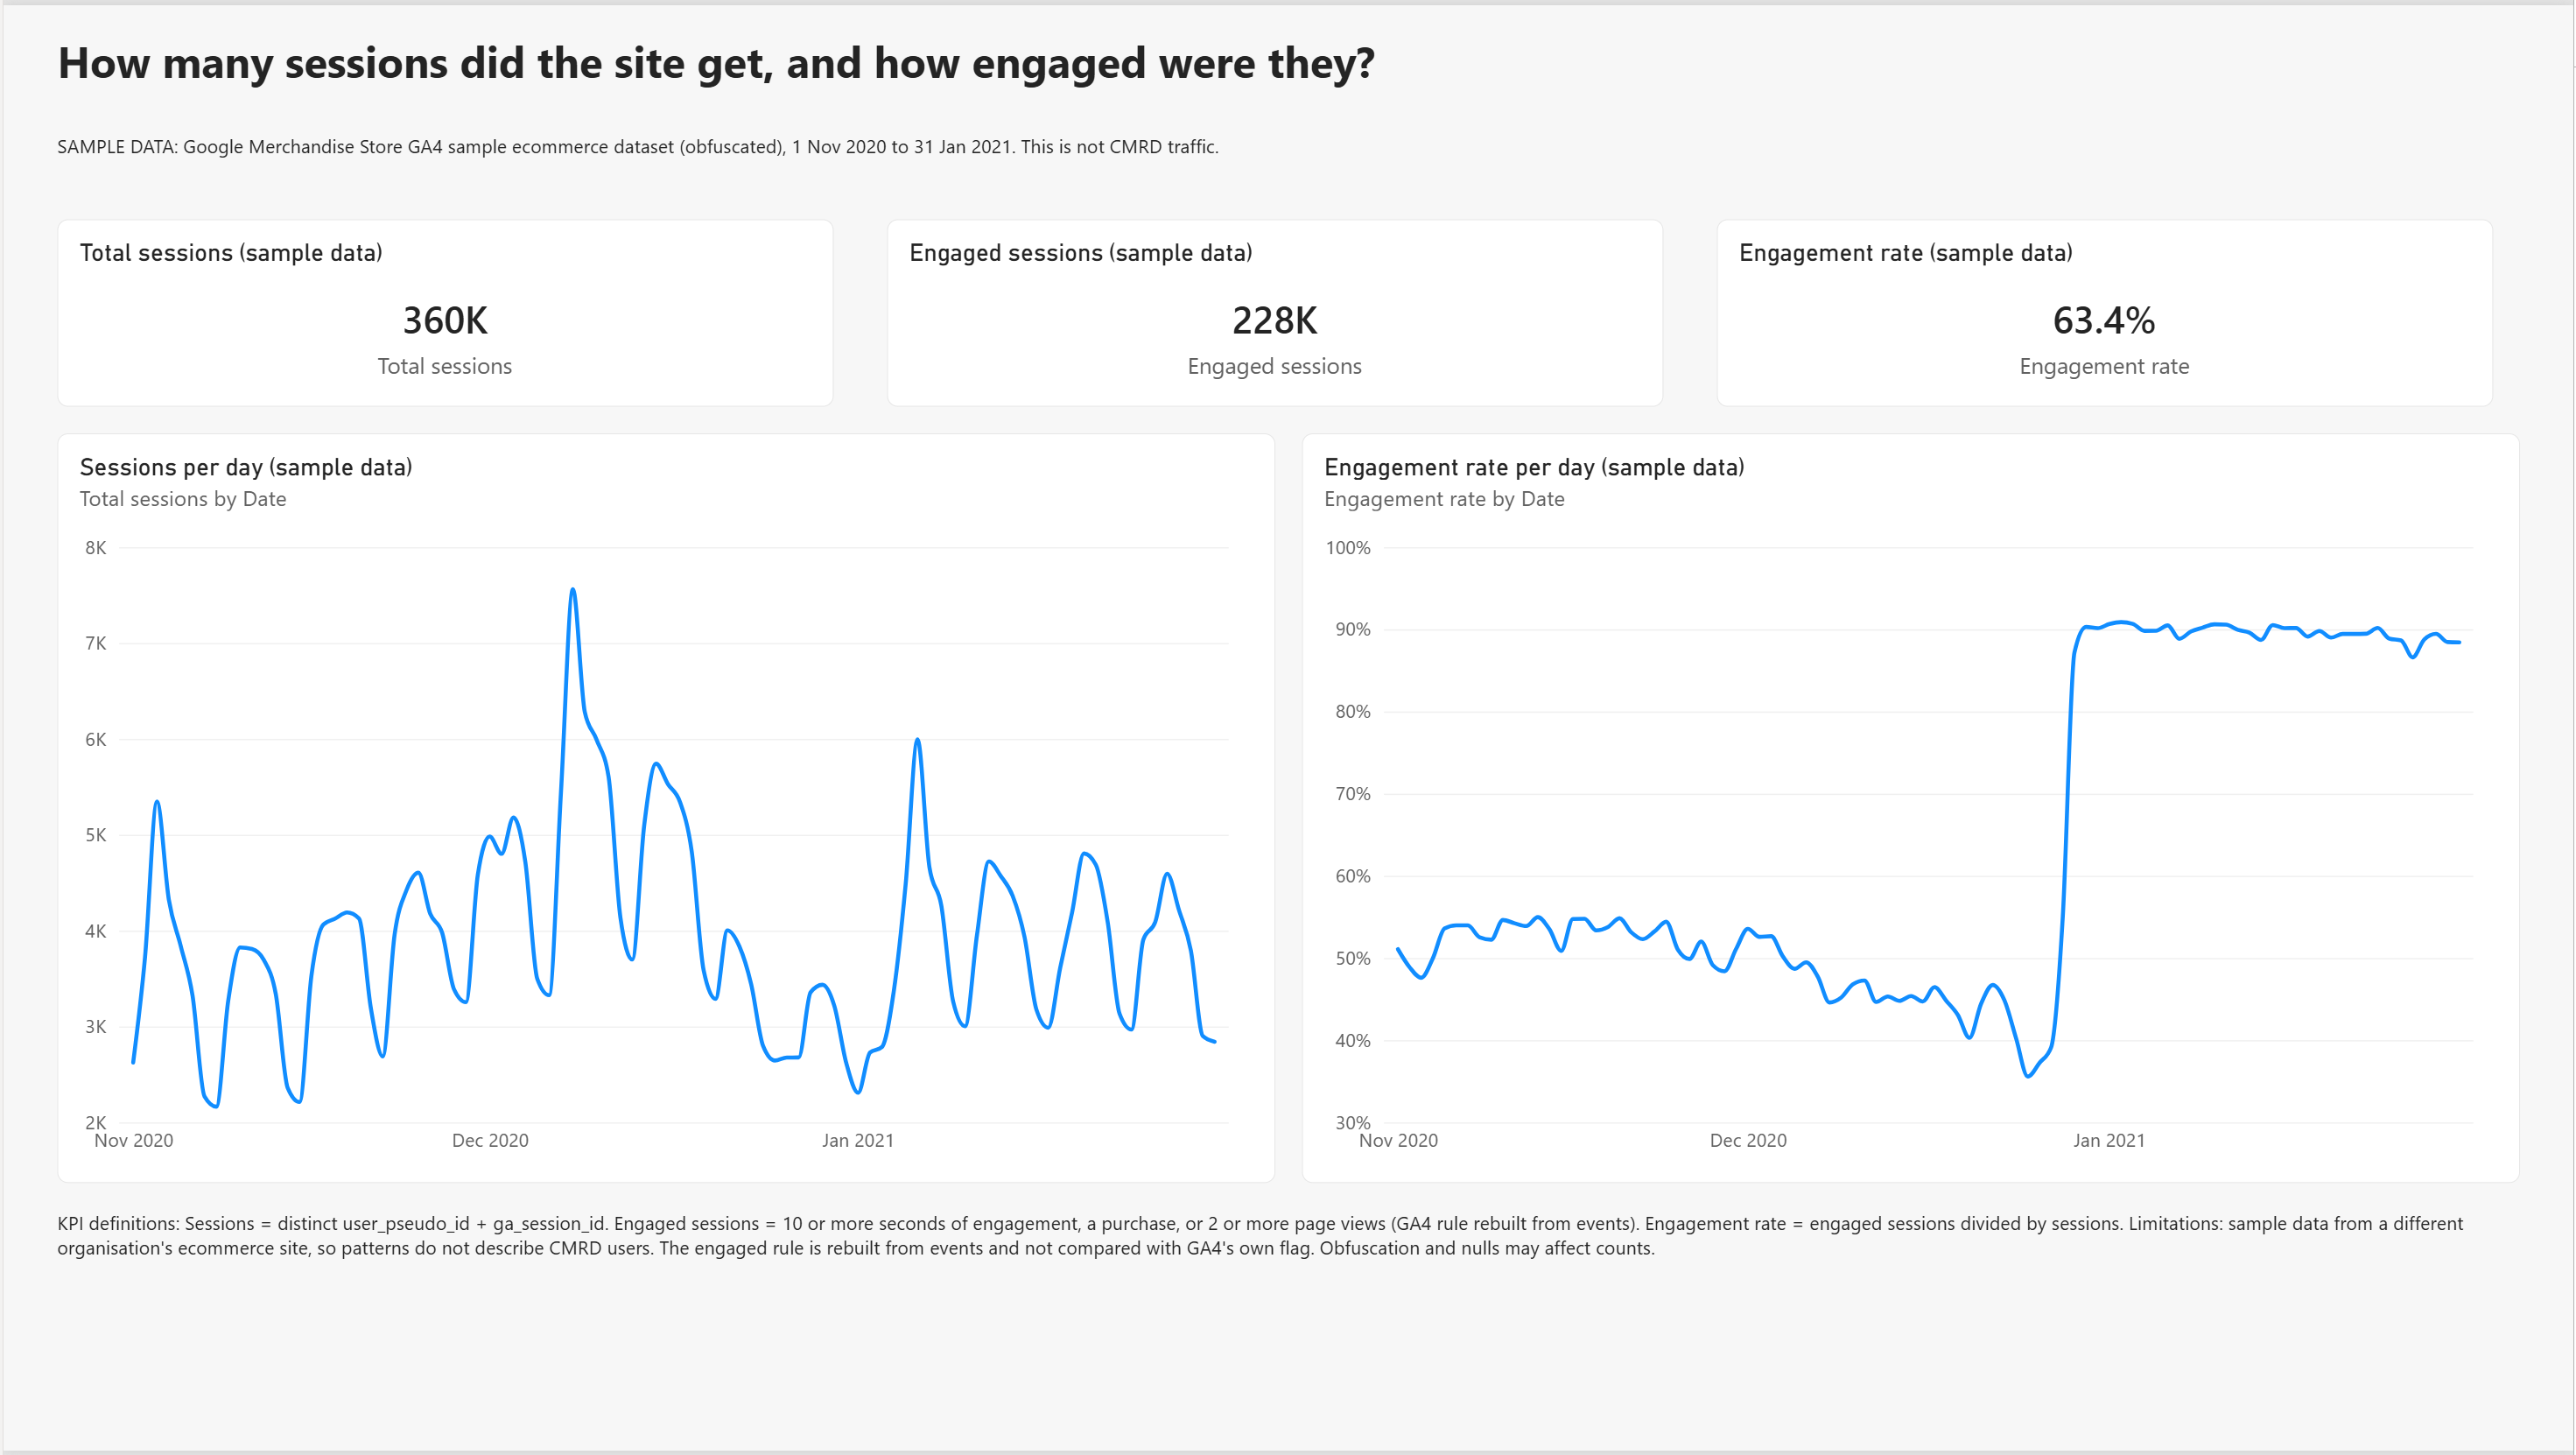 How many sessions did the site get, and how engaged were they?
SAMPLE DATA: Google Merchandise Store GA4 sample ecommerce dataset (obfuscated), 1 Nov 2020 to 31 Jan 2021. This is not CMRD traffic.
Total sessions (sample data)
360K
Total sessions
Engaged sessions (sample data)
228K
Engaged sessions
Engagement rate (sample data)
63.4%
Engagement rate
Sessions per day (sample data)
Total sessions by Date
8K
7K
6K
5K
4K
3K
2K
Nov 2020
Dec 2020
Jan 2021
Engagement rate per day (sample data)
Engagement rate by Date
100%
90%
80%
70%
60%
50%
40%
30%
Nov 2020
Dec 2020
Jan 2021
KPI definitions: Sessions = distinct user_pseudo_id + ga_session_id. Engaged sessions = 10 or more seconds of engagement, a purchase, or 2 or more page views (GA4 rule rebuilt from events). Engagement rate = engaged sessions divided by sessions. Limitations: sample data from a different
organisation's ecommerce site, so patterns do not describe CMRD users. The engaged rule is rebuilt from events and not compared with GA4's own flag. Obfuscation and nulls may affect counts.